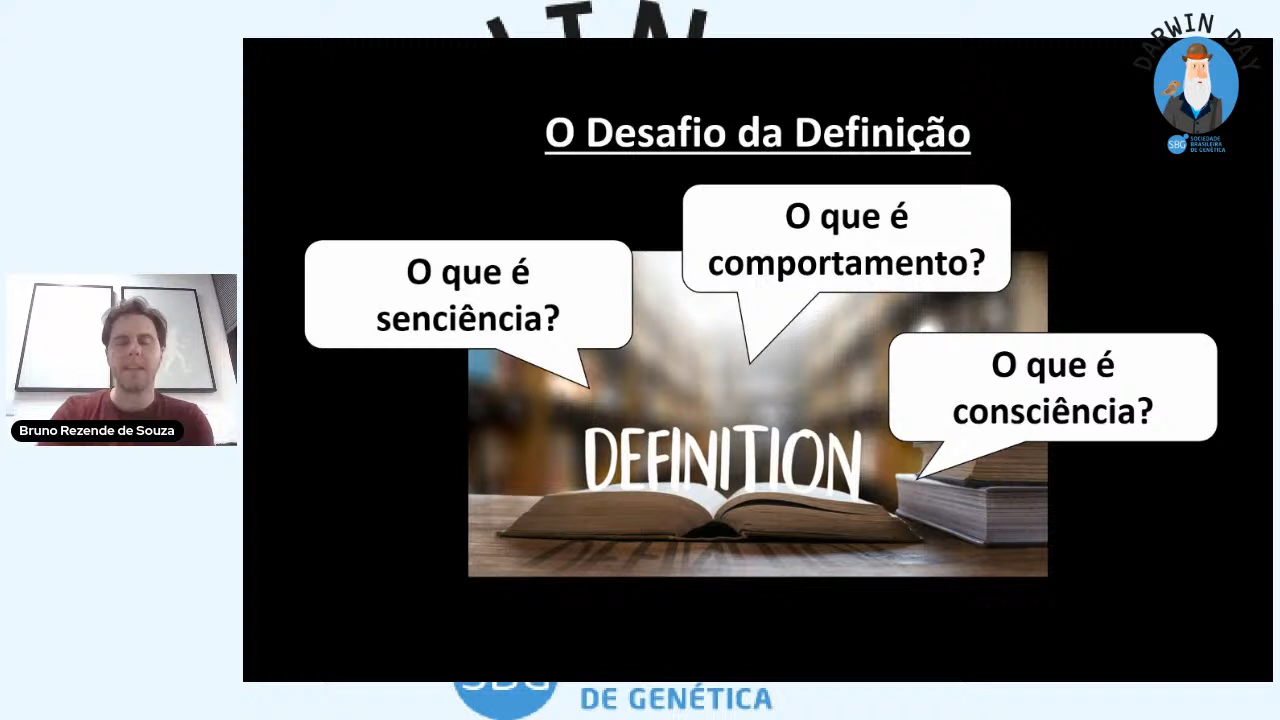 DARWIN DAY
SBG
SOCIEDADE
BRASILEIRA
DE GENÉTICA
O Desafio da Definição
O que é
comportamento?
O que é
senciência?
O que é
consciência?
DEFINITION
Bruno Rezende de Souza
SBG
DE GENÉTICA